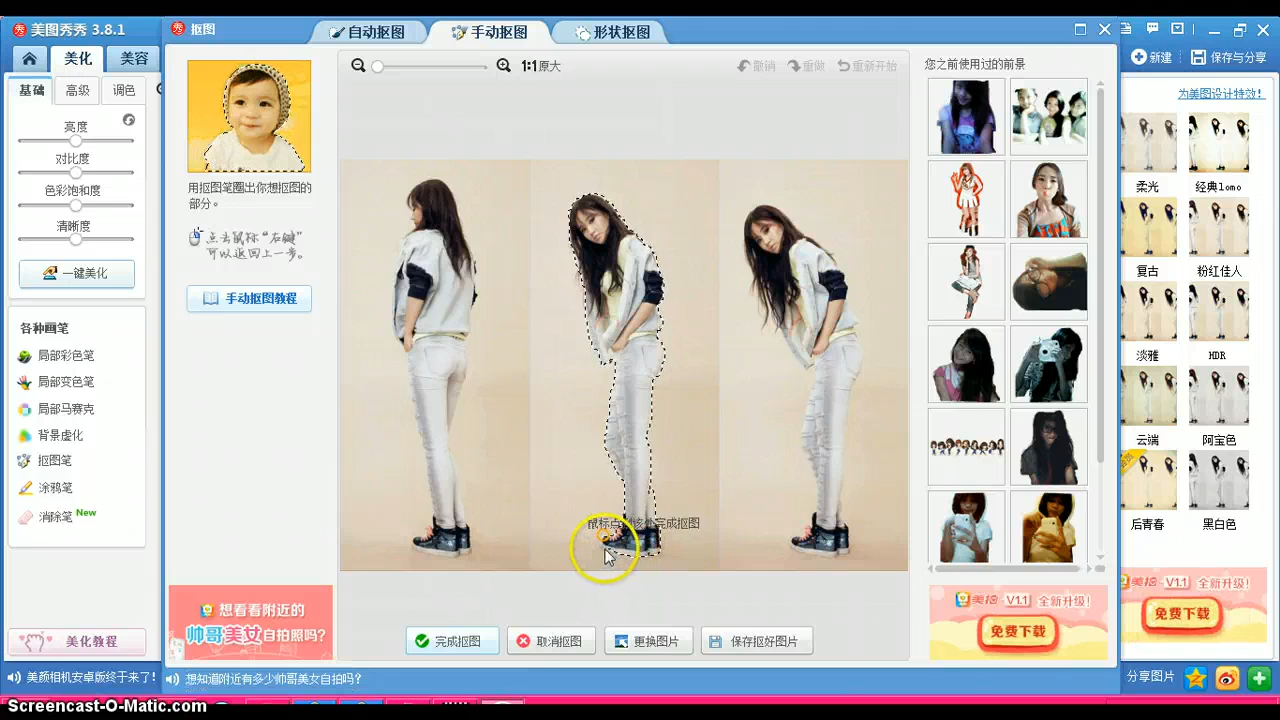 美图秀秀 3.8.1
抠图
自动抠图
手动抠图
形状抠图
美化
美容
新建
保存与分享
基础
高级
调色
亮度
对比度
色彩饱和度
清晰度
一键美化
各种画笔
局部彩色笔
局部变色笔
局部马赛克
背景虚化
抠图笔
涂鸦笔
消除笔 New
美化教程
美颜相机安卓版终于来了!
用抠图笔圈出你想抠图的
部分。
点击鼠标“右键”
可以返回上一步。
手动抠图教程
想看看附近的
帅哥美女自拍照吗?
1:1原大
撤销
重做
重新开始
完成抠图
取消抠图
更换图片
保存抠好图片
想知道附近有多少帅哥美女自拍吗?
您之前使用过的前景
美拍 V1.1 全新升级!
免费下载
为美图设计特效!
柔光
经典lomo
复古
粉红佳人
淡雅
HDR
云端
阿宝色
后青春
黑白色
美拍 V1.1 全新升级!
免费下载
分享图片
Screencast-O-Matic.com